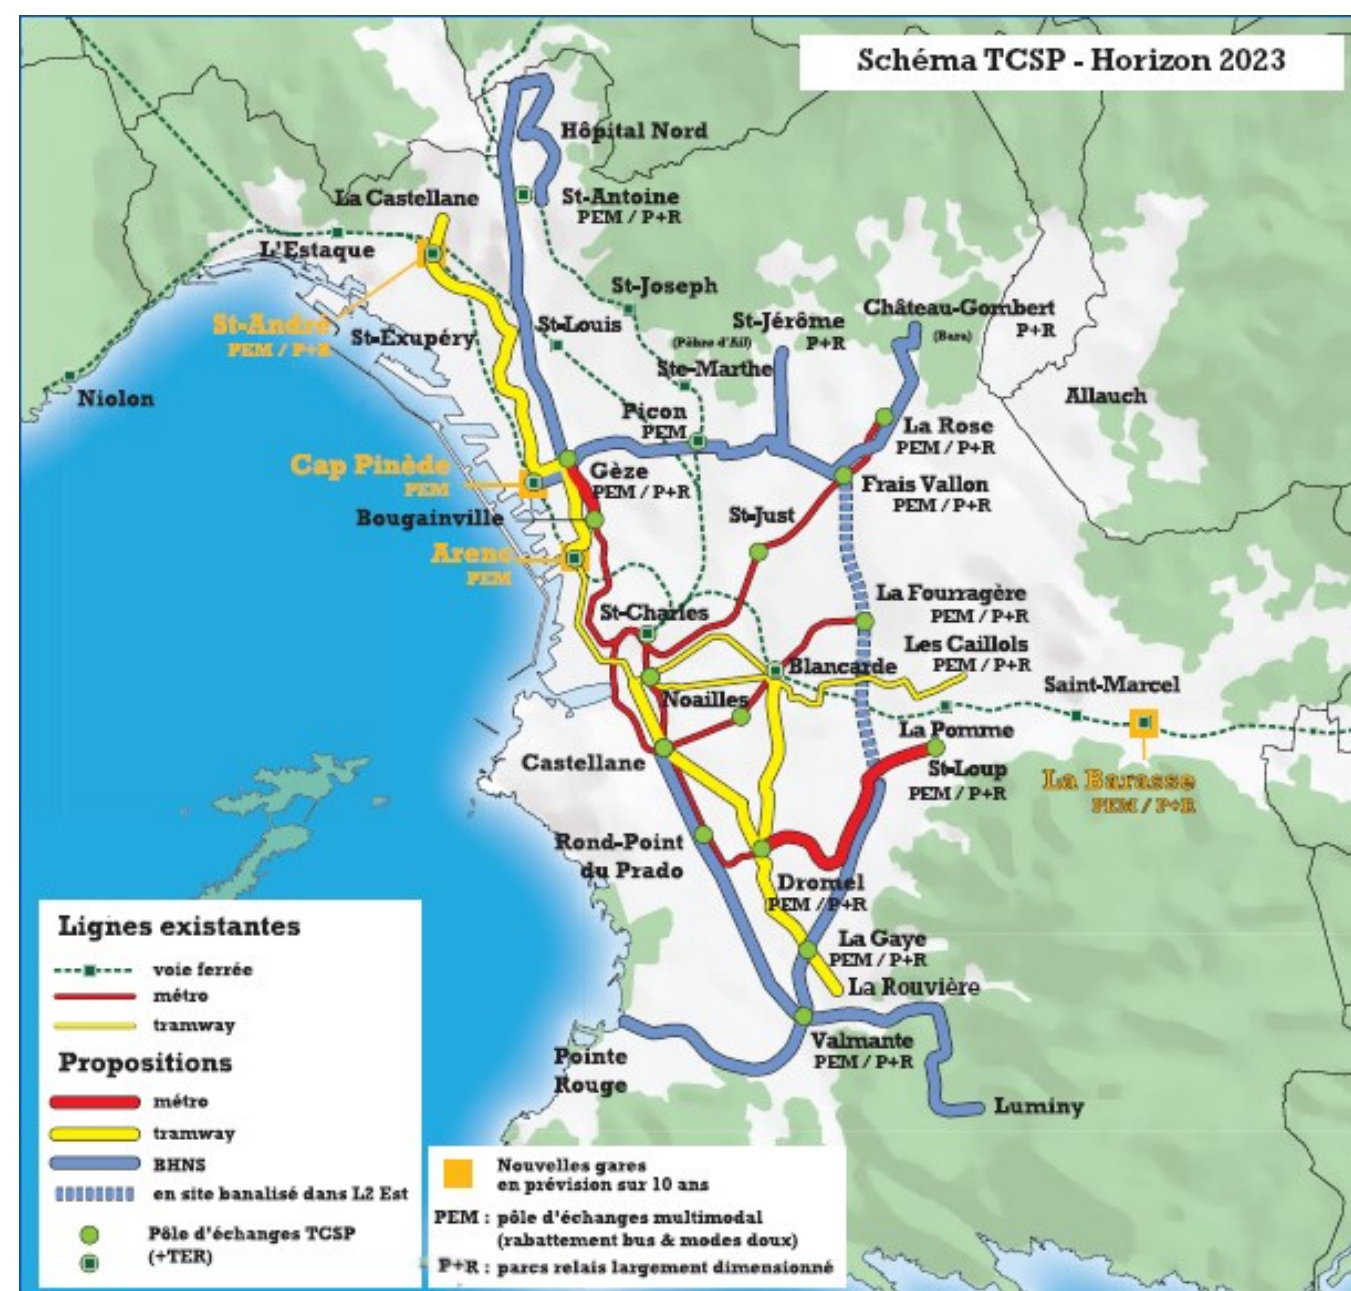 Schéma TCSP - Horizon 2023
Hôpital Nord
La Castellane
St-Antoine
PEM / P+R
L'Estaque
St-Joseph
Château-Gombert
P+R
(Bara)
St-André
PEM / P+R
St-Exupéry
St-Louis
St-Jérôme
P+R
(Pèbre d'Ail)
Ste-Marthe
Niolon
Allauch
Picon
PEM
La Rose
PEM / P+R
Cap Pinède
PEM
Gèze
PEM / P+R
Frais Vallon
PEM / P+R
Bougainville
St-Just
Arenc
PEM
La Fourragère
PEM / P+R
St-Charles
Les Caillols
PEM / P+R
Blancarde
Saint-Marcel
Noailles
La Pomme
Castellane
St-Loup
PEM / P+R
La Barasse
PEM / P+R
Rond-Point
du Prado
Dromel
PEM / P+R
La Gaye
PEM / P+R
La Rouvière
Valmante
PEM / P+R
Pointe
Rouge
Luminy
Lignes existantes
voie ferrée
métro
tramway
Propositions
métro
tramway
BHNS
en site banalisé dans L2 Est
Pôle d'échanges TCSP
(+TER)
Nouvelles gares
en prévision sur 10 ans
PEM : pôle d'échanges multimodal
(rabattement bus & modes doux)
P+R : parcs relais largement dimensionné